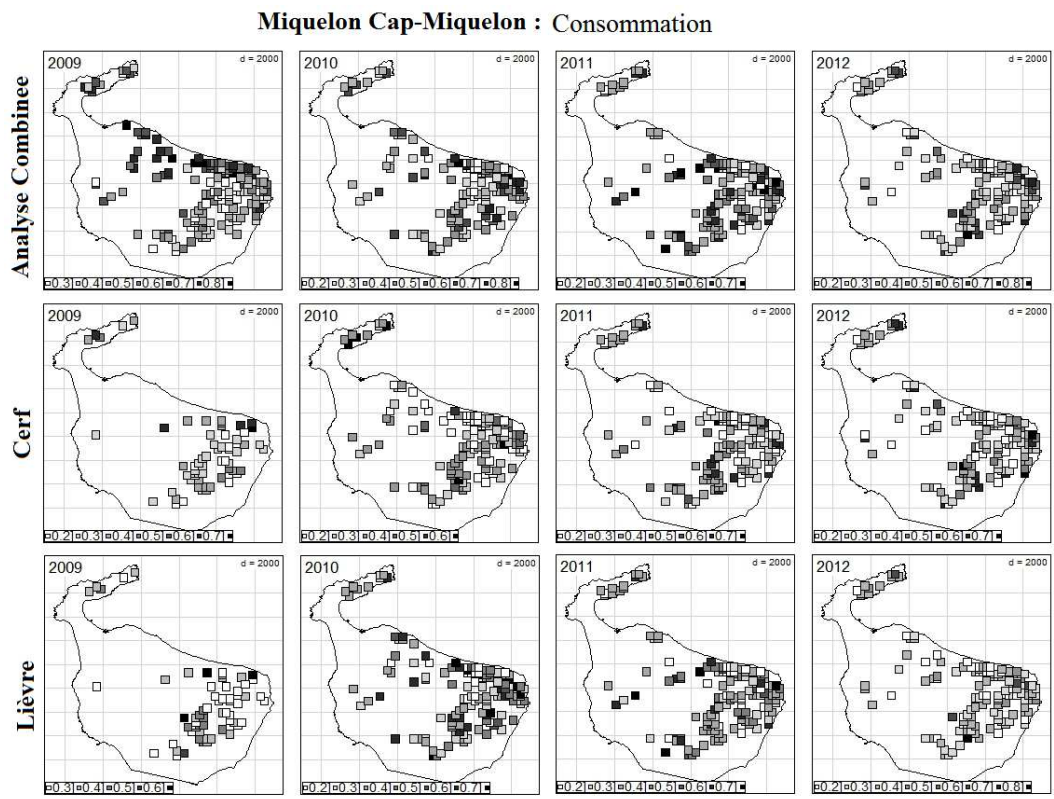 Miquelon Cap-Miquelon : Consommation
Analyse Combinee
2009
d = 2000
0.3 0.4 0.5 0.6 0.7 0.8
2010
d = 2000
0.2 0.3 0.4 0.5 0.6 0.7 0.8
2011
d = 2000
0.2 0.3 0.4 0.5 0.6 0.7
2012
d = 2000
0.2 0.3 0.4 0.5 0.6 0.7
Cerf
2009
d = 2000
0.2 0.3 0.4 0.5 0.6 0.7
2010
d = 2000
0.2 0.3 0.4 0.5 0.6
2011
d = 2000
0.2 0.3 0.4 0.5 0.6 0.7
2012
d = 2000
0.2 0.3 0.4 0.5 0.6 0.7
Lièvre
2009
d = 2000
0.3 0.4 0.5 0.6
2010
d = 2000
0.3 0.4 0.5 0.6 0.7
2011
d = 2000
0.2 0.3 0.4 0.5 0.6 0.7
2012
d = 2000
0.2 0.3 0.4 0.5 0.6 0.7